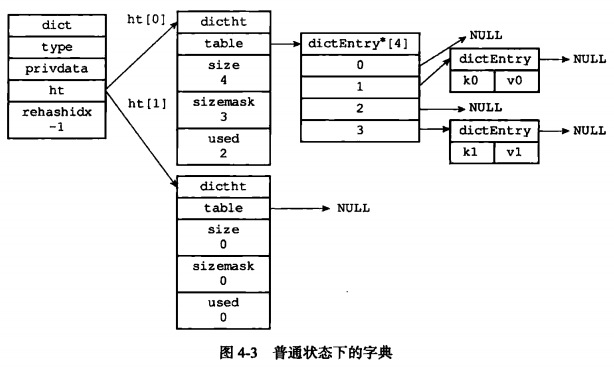 dict
type
privdata
ht
rehashidx
-1
ht[0]
ht[1]
dictht
table
size
4
sizemask
3
used
2
dictht
table
size
0
sizemask
0
used
0
dictEntry*[4]
0
1
2
3
NULL
dictEntry
k0 v0
NULL
NULL
dictEntry
k1 v1
NULL
NULL
图 4-3 普通状态下的字典